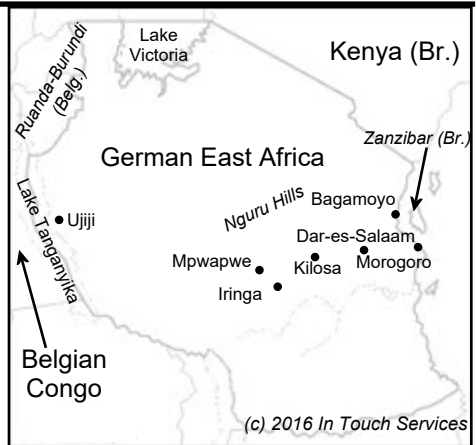 Lake
Victoria
Kenya (Br.)
Ruanda-Burundi
(Belg.)
Zanzibar (Br.)
German East Africa
Nguru Hills
Bagamoyo
Ujiji
Lake Tanganyika
Dar-es-Salaam
Mpwapwe
Kilosa
Morogoro
Iringa
Belgian
Congo
(c) 2016 In Touch Services